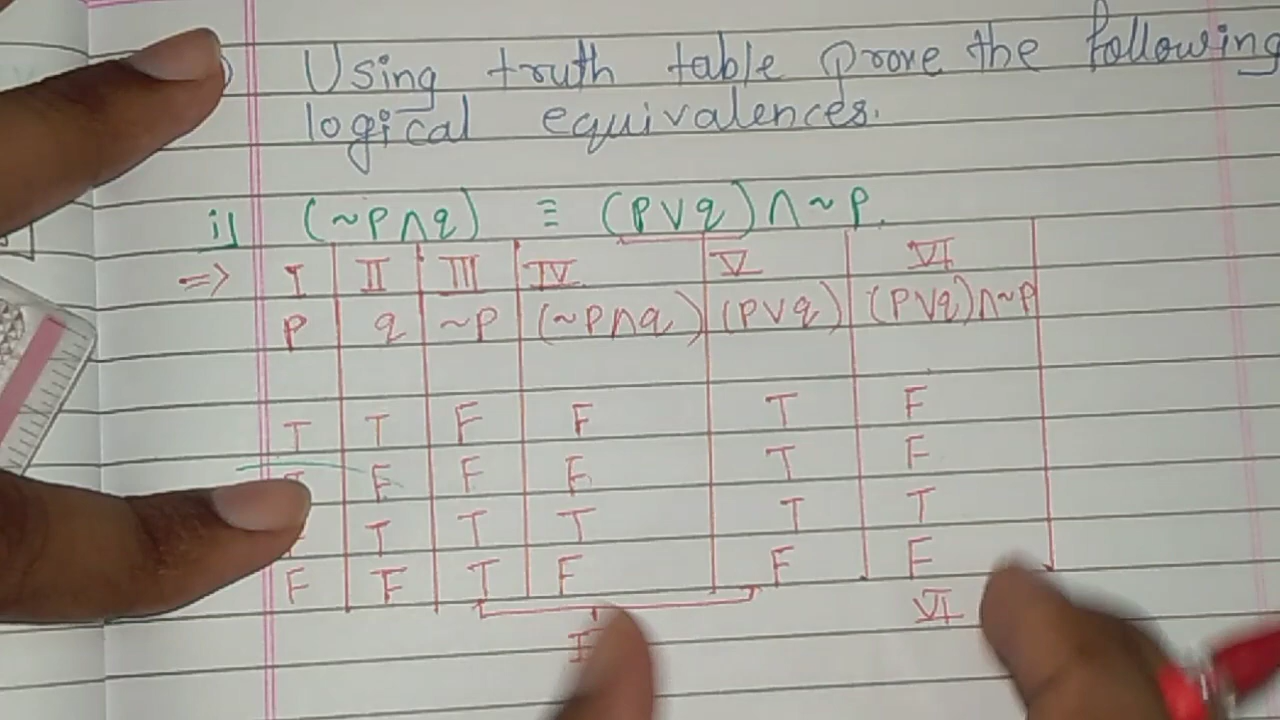 Using truth table prove the following
logical equivalences.
i) (~P∧q) ≡ (P∨q)∧~P.
=> I II III IV V VI
P q ~P (~P∧q) (P∨q) (P∨q)∧~P
T T F F T F
T F F F T F
T T T T T
F F T F F F
VI